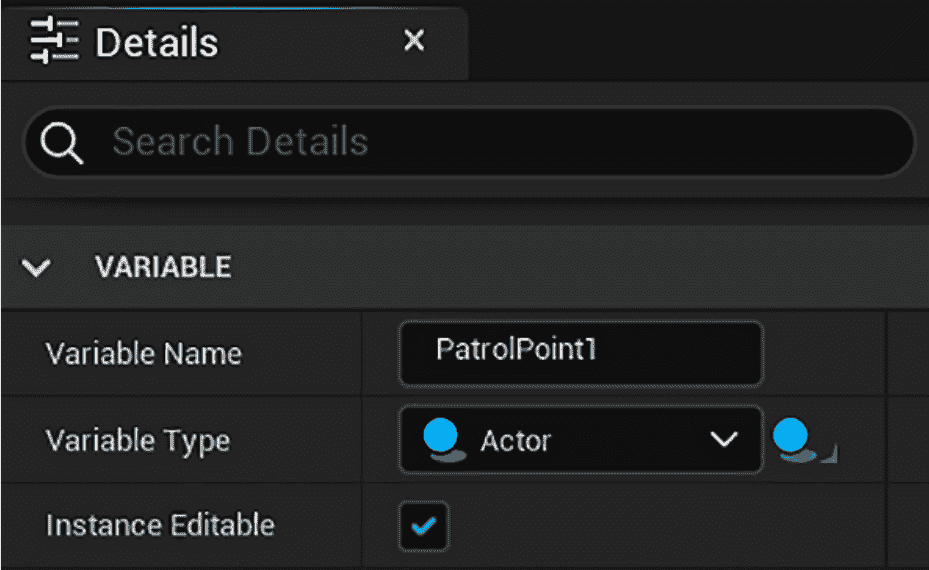 Details
Search Details
VARIABLE
Variable Name PatrolPoint1
Variable Type Actor
Instance Editable